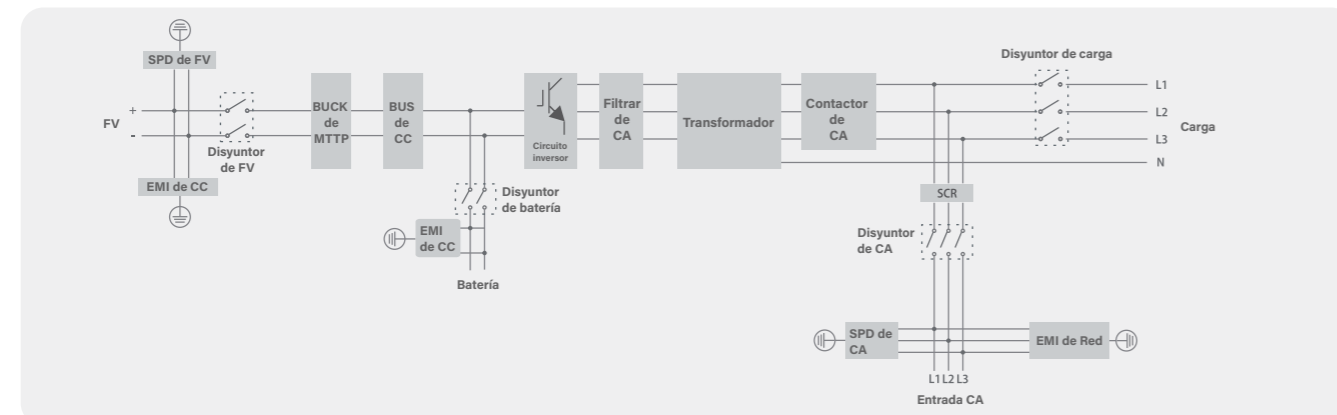 SPD de FV
FV
+
-
Disyuntor
de FV
EMI de CC
BUCK
de
MTTP
BUS
de
CC
Disyuntor
de batería
EMI
de CC
Batería
Circuito
inversor
Filtrar
de
CA
Transformador
Contactor
de
CA
Disyuntor de carga
L1
L2
L3
N
Carga
SCR
Disyuntor
de CA
SPD de
CA
EMI de Red
L1 L2 L3
Entrada CA